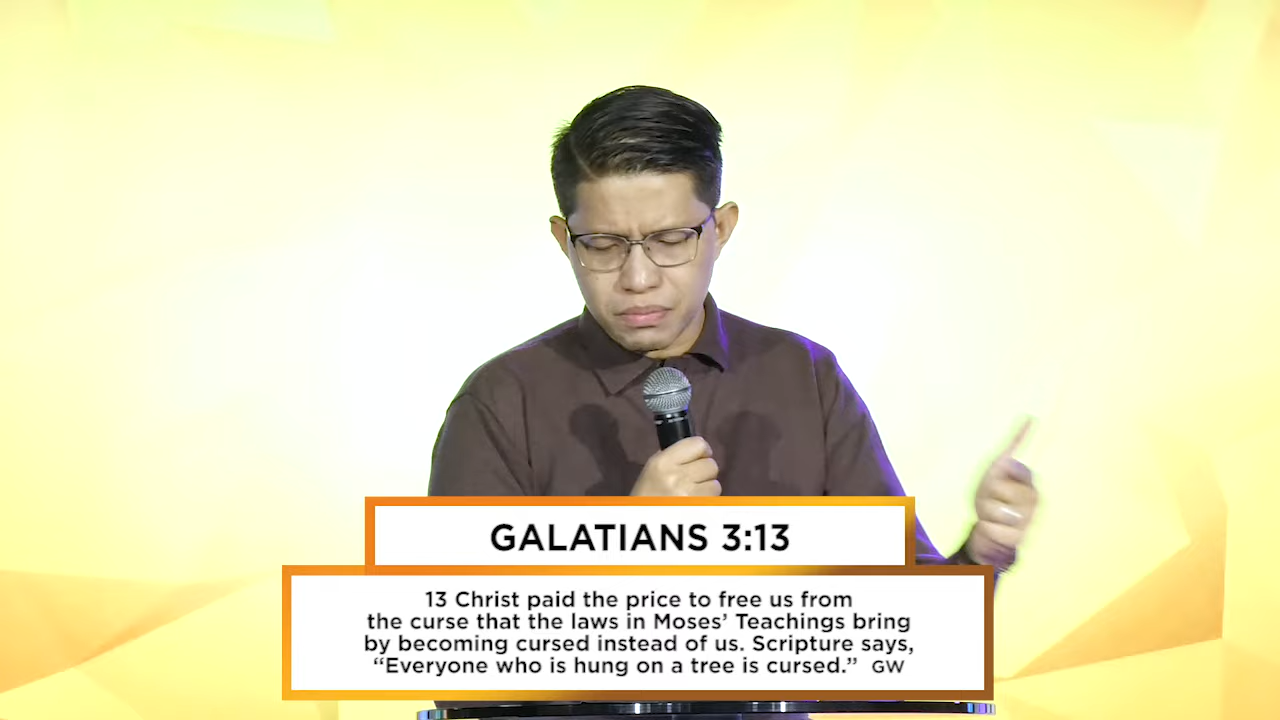 GALATIANS 3:13
13 Christ paid the price to free us from
the curse that the laws in Moses’ Teachings bring
by becoming cursed instead of us. Scripture says,
“Everyone who is hung on a tree is cursed.” GW